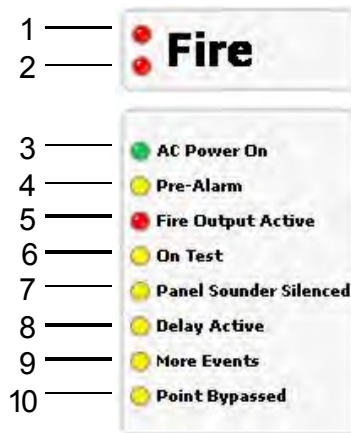 1
2
Fire
3 AC Power On
4 Pre-Alarm
5 Fire Output Active
6 On Test
7 Panel Sounder Silenced
8 Delay Active
9 More Events
10 Point Bypassed